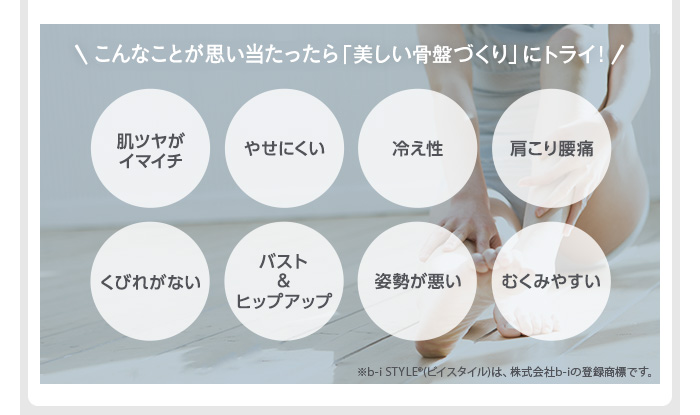 \ こんなことが思い当たったら「美しい骨盤づくり」にトライ! /
肌ツヤが
イマイチ
やせにくい
冷え性
肩こり腰痛
くびれがない
バスト
&
ヒップアップ
姿勢が悪い
むくみやすい
※b-i STYLE®(ビイスタイル)は、株式会社b-iの登録商標です。